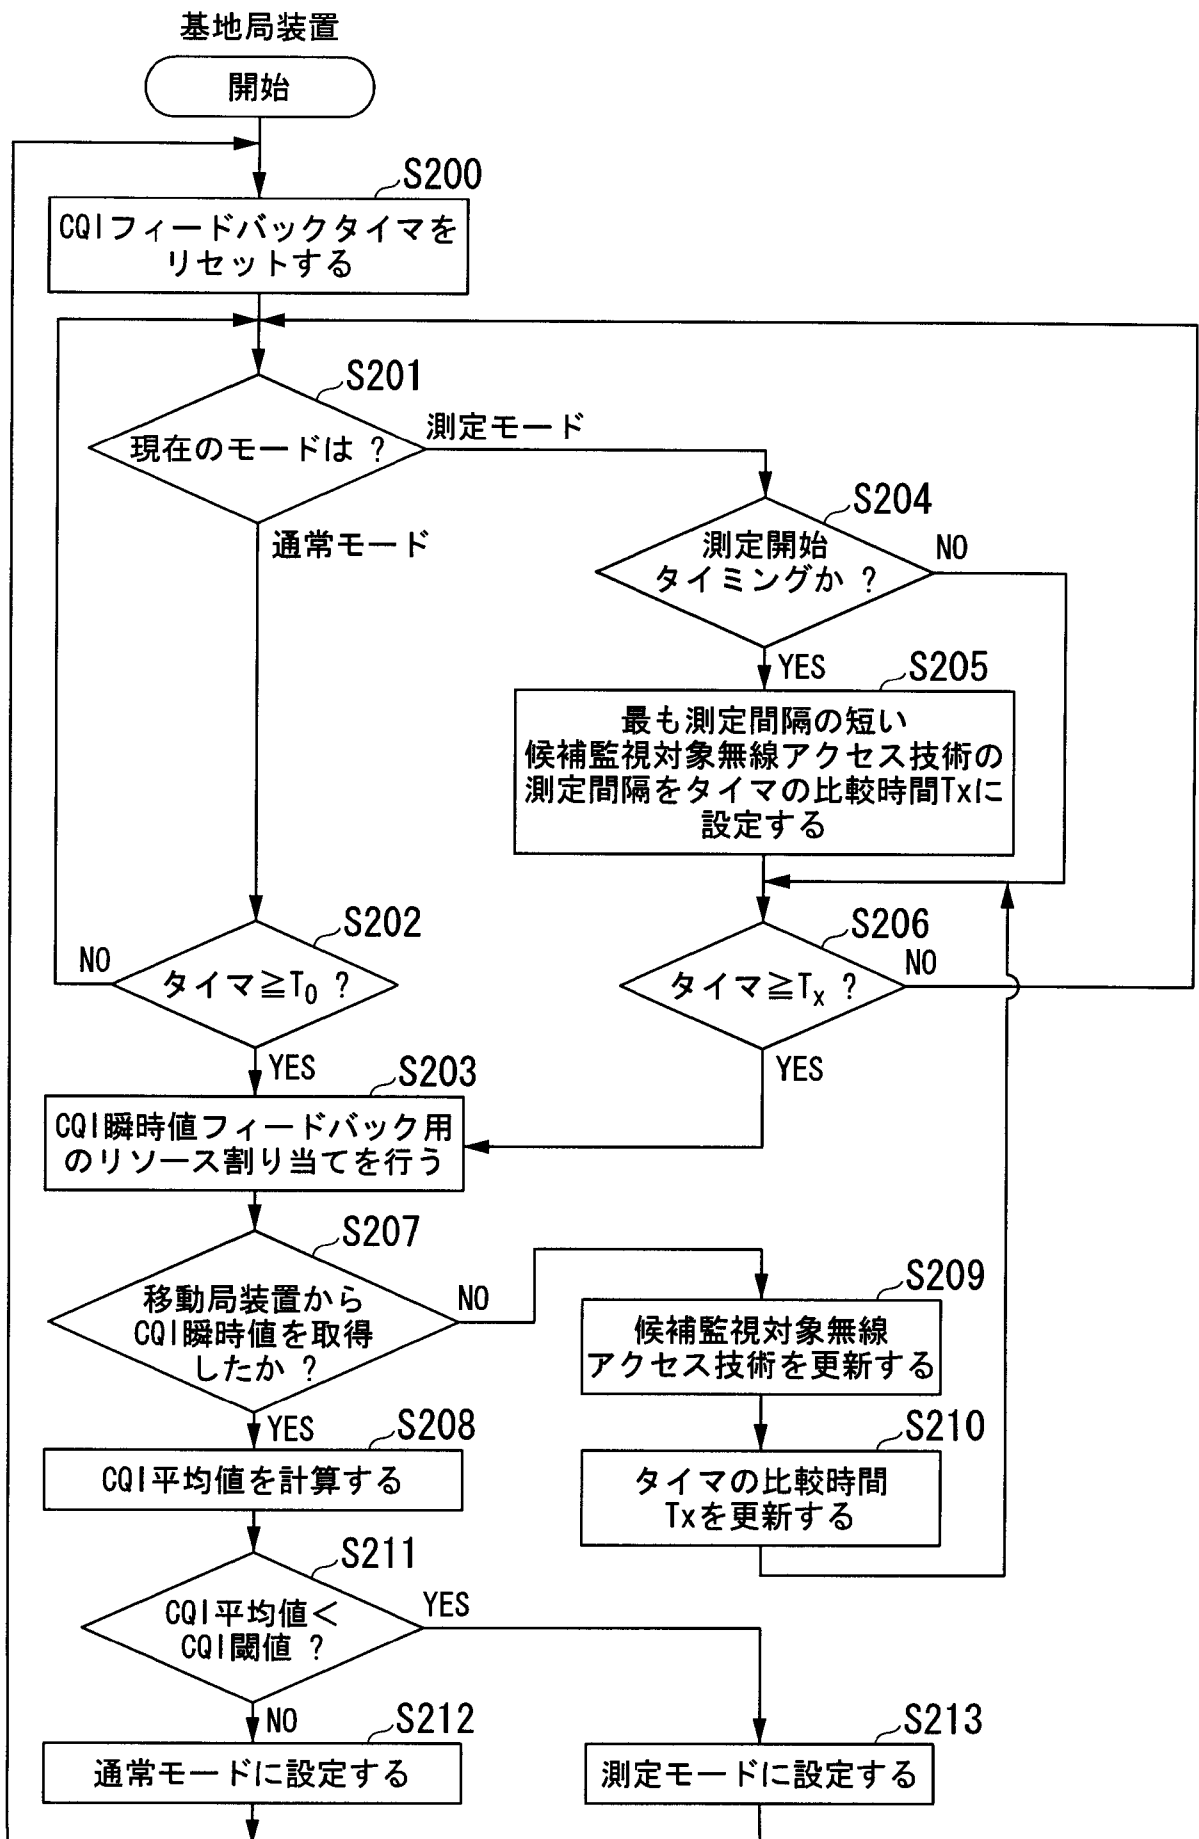 基地局装置
開始
S200
CQIフィードバックタイマを
リセットする
S201
現在のモードは ?
測定モード
通常モード
S204
測定開始
タイミングか ?
NO
YES
S205
最も測定間隔の短い
候補監視対象無線アクセス技術の
測定間隔をタイマの比較時間Txに
設定する
S202
タイマ≧T0 ?
NO
YES
S206
タイマ≧Tx ?
NO
YES
S203
CQI瞬時値フィードバック用
のリソース割り当てを行う
S207
移動局装置から
CQI瞬時値を取得
したか ?
NO
YES
S209
候補監視対象無線
アクセス技術を更新する
S208
CQI平均値を計算する
S210
タイマの比較時間
Txを更新する
S211
CQI平均値<
CQI閾値 ?
YES
NO
S212
通常モードに設定する
S213
測定モードに設定する